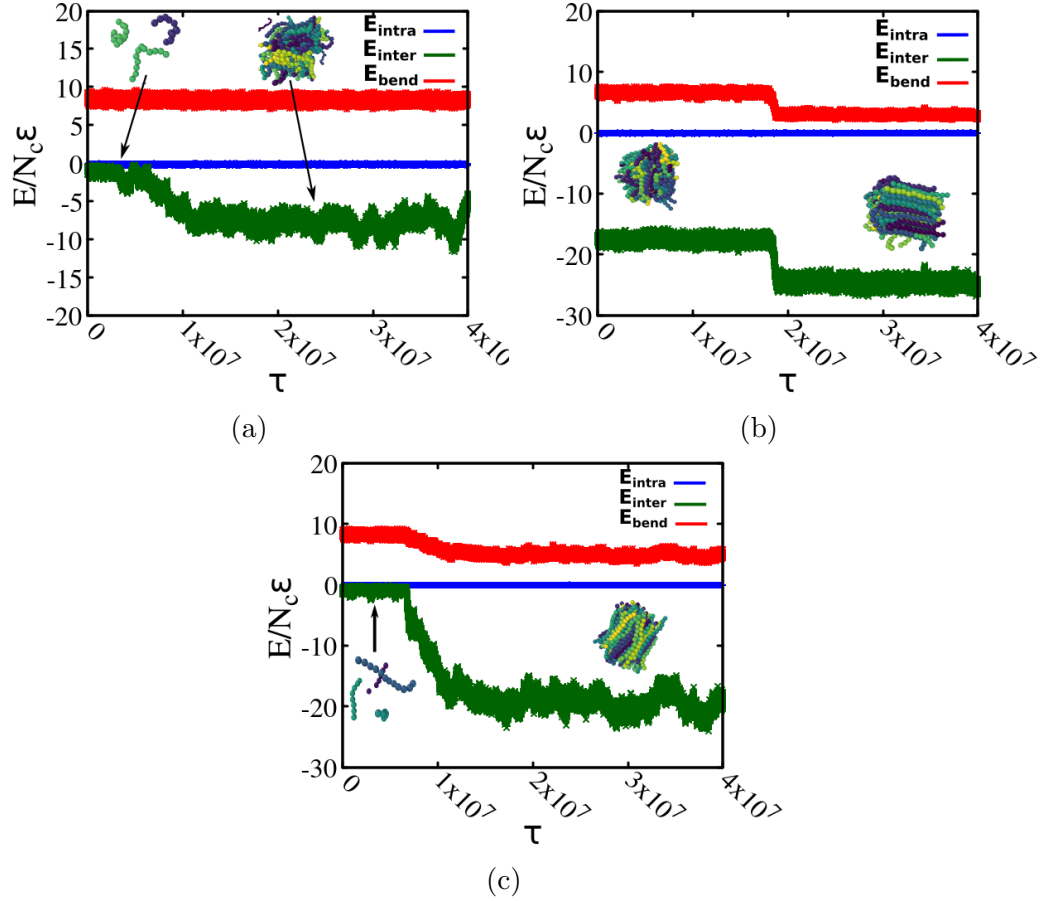 20
15
10
5
0
-5
-10
-15
-20
E/N_cε
E_intra
E_inter
E_bend
0
1x10^7
2x10^7
3x10^7
4x10
τ
(a)
20
10
0
-10
-20
-30
E/N_cε
E_intra
E_inter
E_bend
0
1x10^7
2x10^7
3x10^7
4x10^7
τ
(b)
20
10
0
-10
-20
-30
E/N_cε
E_intra
E_inter
E_bend
0
1x10^7
2x10^7
3x10^7
4x10^7
τ
(c)